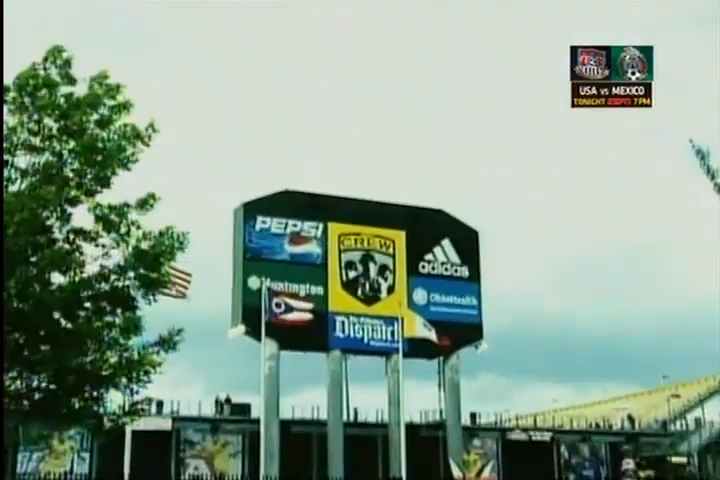 USA vs MEXICO
TONIGHT ESPN 7PM
PEPSI
CREW
adidas
Huntington
OhioHealth
Dispatch